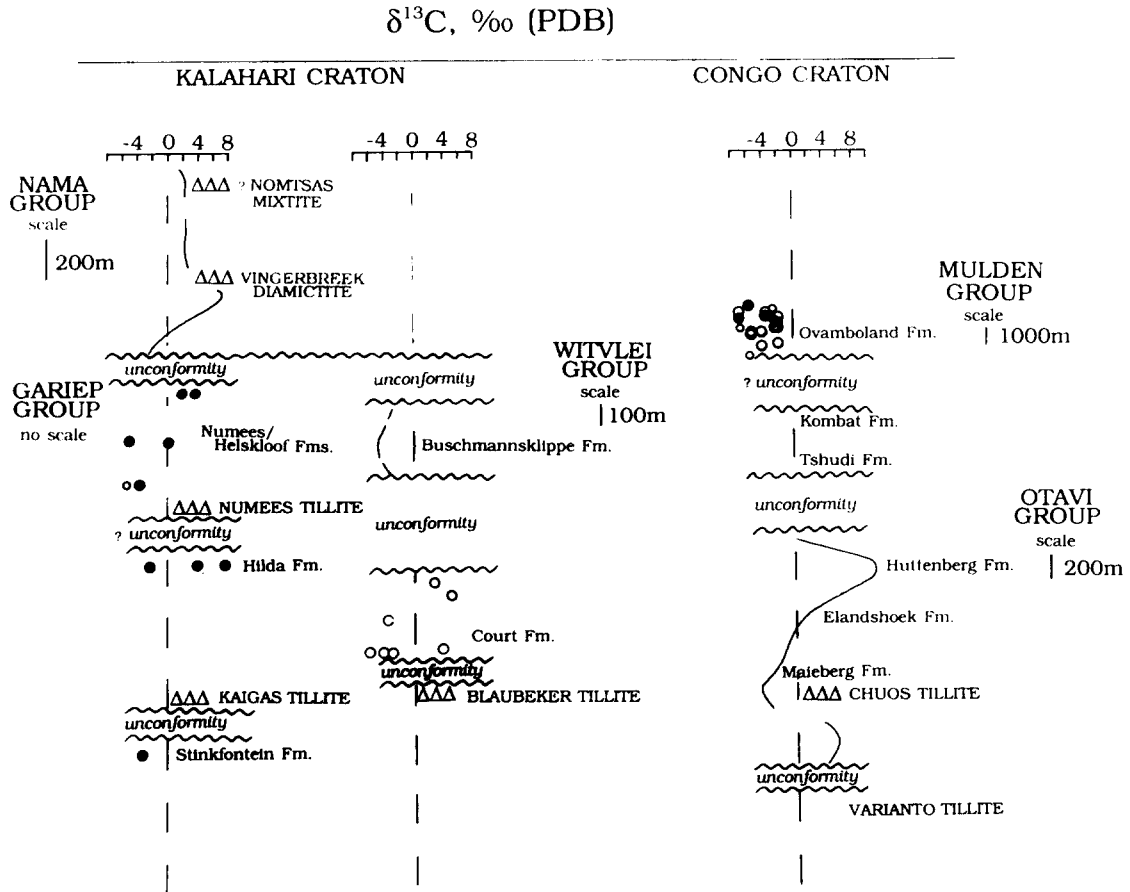 δ¹³C, ‰ (PDB)
KALAHARI CRATON
CONGO CRATON
-4 0 4 8
-4 0 4 8
-4 0 4 8
NAMA
GROUP
scale
200m
? NOMTSAS
MIXTITE
VINGERBREEK
DIAMICTITE
unconformity
GARIEP
GROUP
no scale
Numees/
Helskloof Fms.
NUMEES TILLITE
? unconformity
Hilda Fm.
KAIGAS TILLITE
unconformity
Stinkfontein Fm.
WITVLEI
GROUP
scale
100m
unconformity
Buschmannsklippe Fm.
unconformity
Court Fm.
unconformity
BLAUBEKER TILLITE
MULDEN
GROUP
scale
1000m
Ovamboland Fm.
? unconformity
Kombat Fm.
Tshudi Fm.
unconformity
OTAVI
GROUP
scale
200m
Huttenberg Fm.
Elandshoek Fm.
Maieberg Fm.
CHUOS TILLITE
unconformity
VARIANTO TILLITE